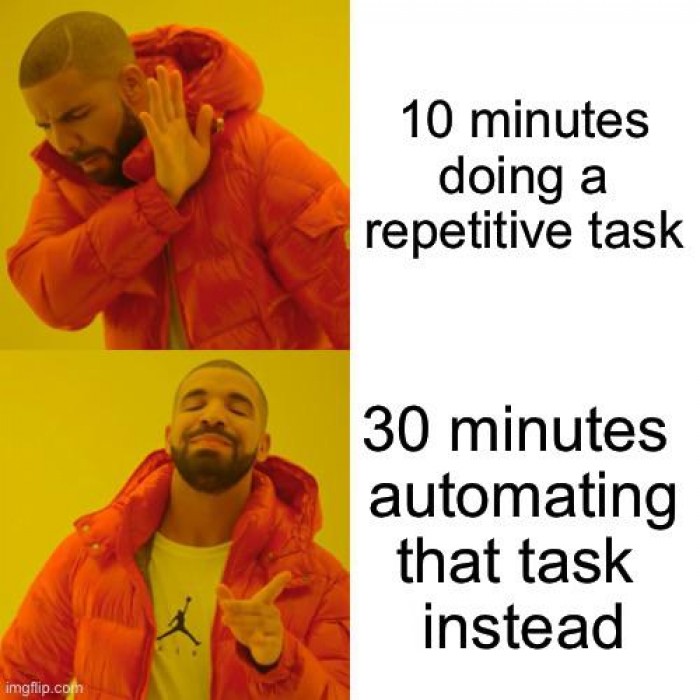 10 minutes
doing a
repetitive task
30 minutes
automating
that task
instead
imgflip.com